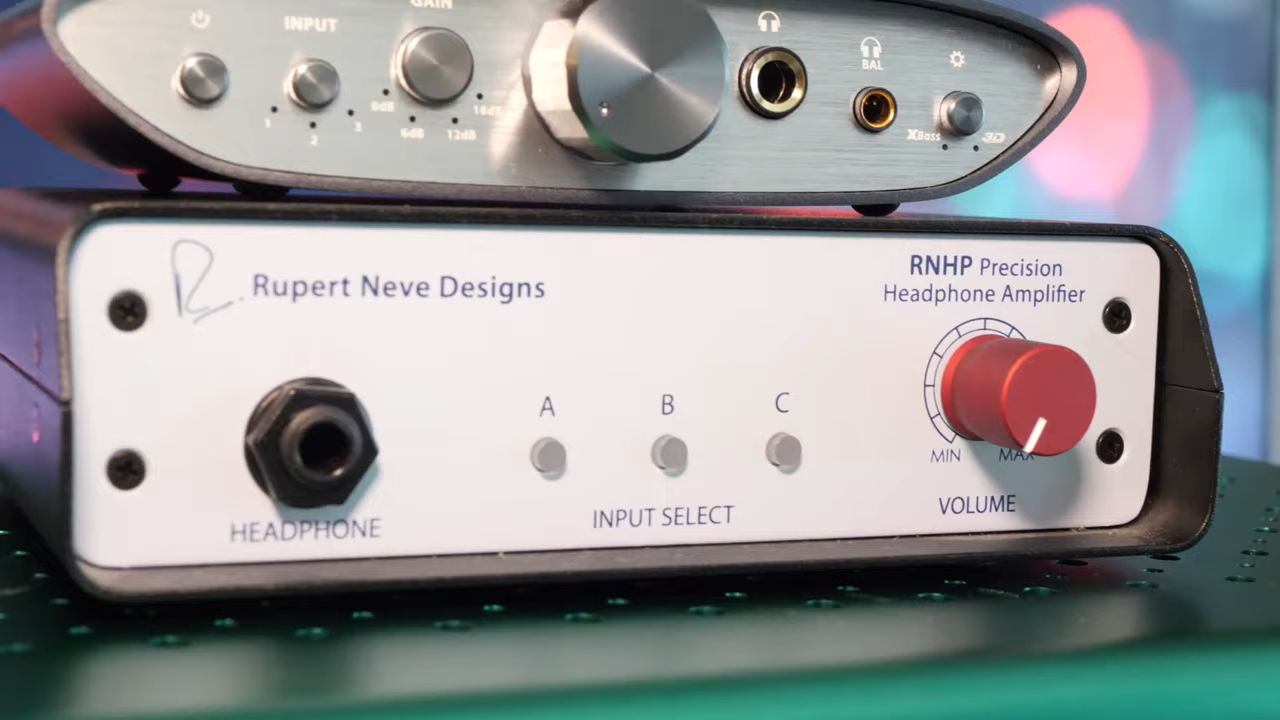 GAIN
INPUT
BAL
1
2
3
0dB
6dB
12dB
18dB
XBass
3D
Rupert Neve Designs
RNHP Precision
Headphone Amplifier
A
B
C
MIN
MAX
HEADPHONE
INPUT SELECT
VOLUME